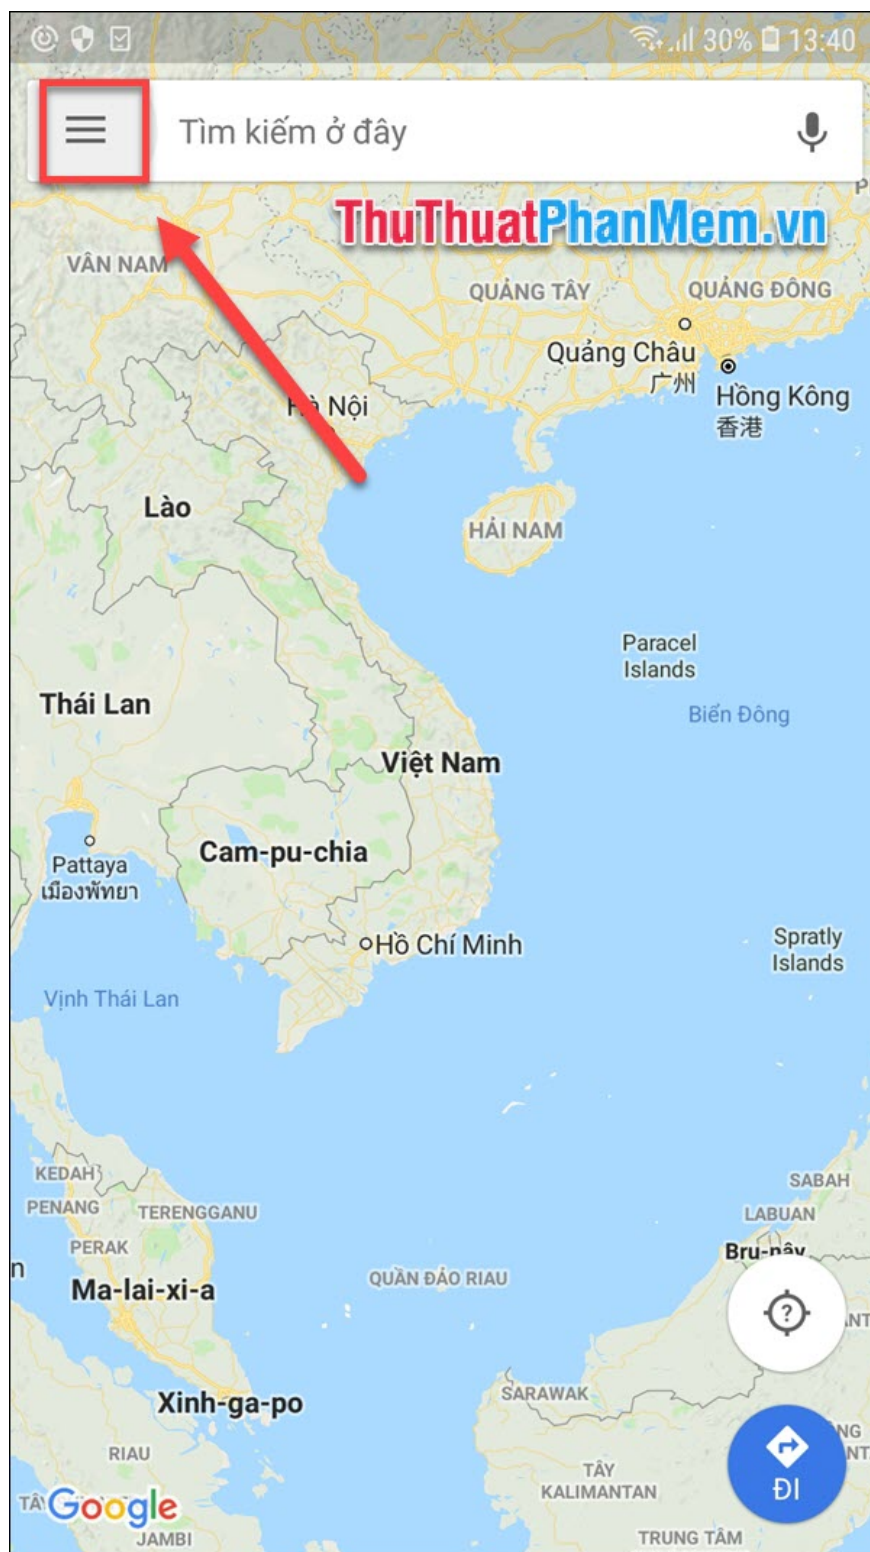 30% 13:40
Tìm kiếm ở đây
ThuThuatPhanMem.vn
VÂN NAM
QUẢNG TÂY
QUẢNG ĐÔNG
Quảng Châu
广州
Hồng Kông
香港
Hà Nội
Lào
HẢI NAM
Paracel
Islands
Thái Lan
Biển Đông
Việt Nam
Cam-pu-chia
Pattaya
เมืองพัทยา
Hồ Chí Minh
Spratly
Islands
Vịnh Thái Lan
KEDAH
SABAH
PENANG
TERENGGANU
LABUAN
PERAK
Bru-nây
n
Ma-lai-xi-a
QUẦN ĐẢO RIAU
Xinh-ga-po
SARAWAK
RIAU
TÂY
KALIMANTAN
ĐI
Google
JAMBI
TRUNG TÂM